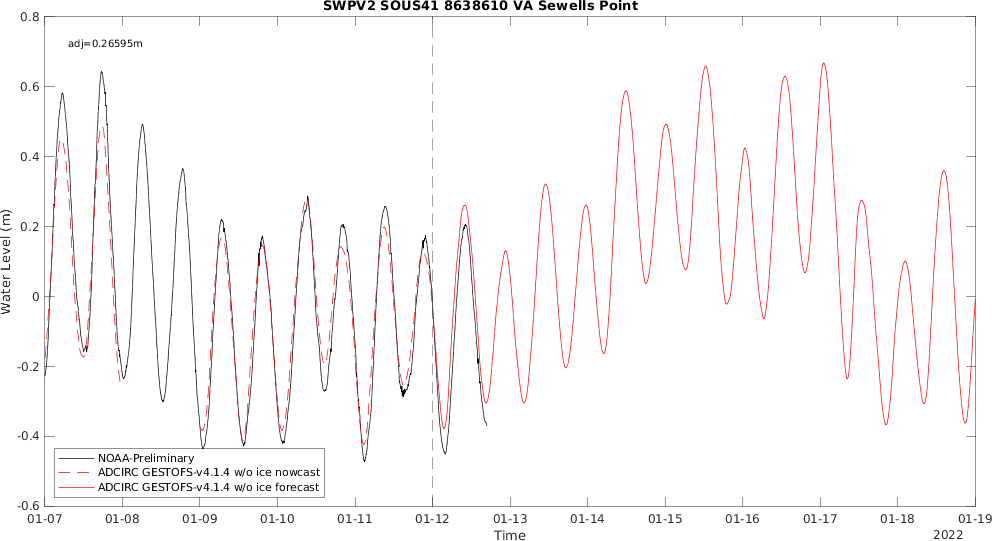 SWPV2 SOUS41 8638610 VA Sewells Point
adj=0.26595m
Water Level (m)
0.8
0.6
0.4
0.2
0
-0.2
-0.4
-0.6
NOAA-Preliminary
ADCIRC GESTOFS-v4.1.4 w/o ice nowcast
ADCIRC GESTOFS-v4.1.4 w/o ice forecast
01-07 01-08 01-09 01-10 01-11 01-12 01-13 01-14 01-15 01-16 01-17 01-18 01-19
Time
2022